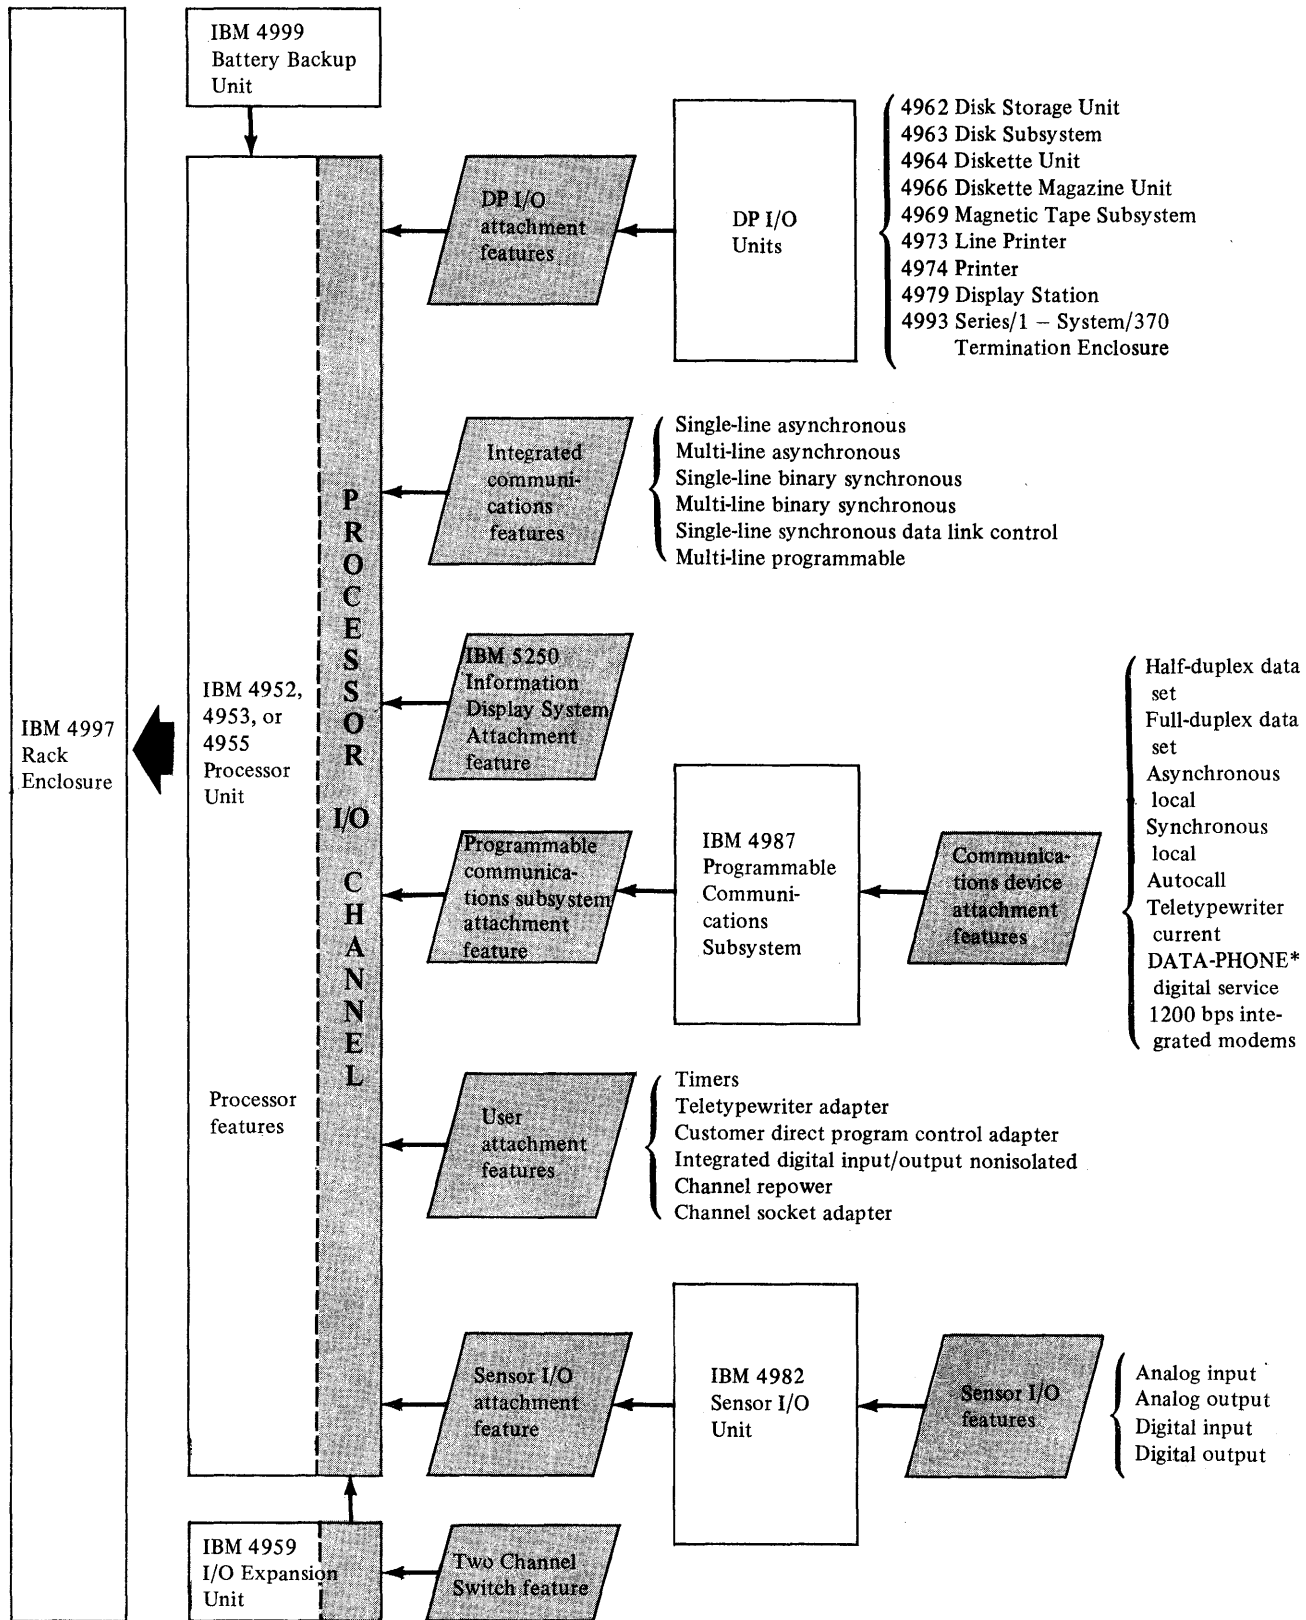 IBM 4999
Battery Backup
Unit
DP I/O
attachment
features
DP I/O
Units
4962 Disk Storage Unit
4963 Disk Subsystem
4964 Diskette Unit
4966 Diskette Magazine Unit
4969 Magnetic Tape Subsystem
4973 Line Printer
4974 Printer
4979 Display Station
4993 Series/1 – System/370
Termination Enclosure
Integrated
communi-
cations
features
Single-line asynchronous
Multi-line asynchronous
Single-line binary synchronous
Multi-line binary synchronous
Single-line synchronous data link control
Multi-line programmable
IBM 4997
Rack
Enclosure
IBM 4952,
4953, or
4955
Processor
Unit
Processor
features
PROCESSOR I/O CHANNEL
IBM 5250
Information
Display System
Attachment
feature
Programmable
communica-
tions subsystem
attachment
feature
IBM 4987
Programmable
Communi-
cations
Subsystem
Communica-
tions device
attachment
features
Half-duplex data
set
Full-duplex data
set
Asynchronous
local
Synchronous
local
Autocall
Teletypewriter
current
DATA-PHONE*
digital service
1200 bps inte-
grated modems
User
attachment
features
Timers
Teletypewriter adapter
Customer direct program control adapter
Integrated digital input/output nonisolated
Channel repower
Channel socket adapter
Sensor I/O
attachment
feature
IBM 4982
Sensor I/O
Unit
Sensor I/O
features
Analog input
Analog output
Digital input
Digital output
IBM 4959
I/O Expansion
Unit
Two Channel
Switch feature